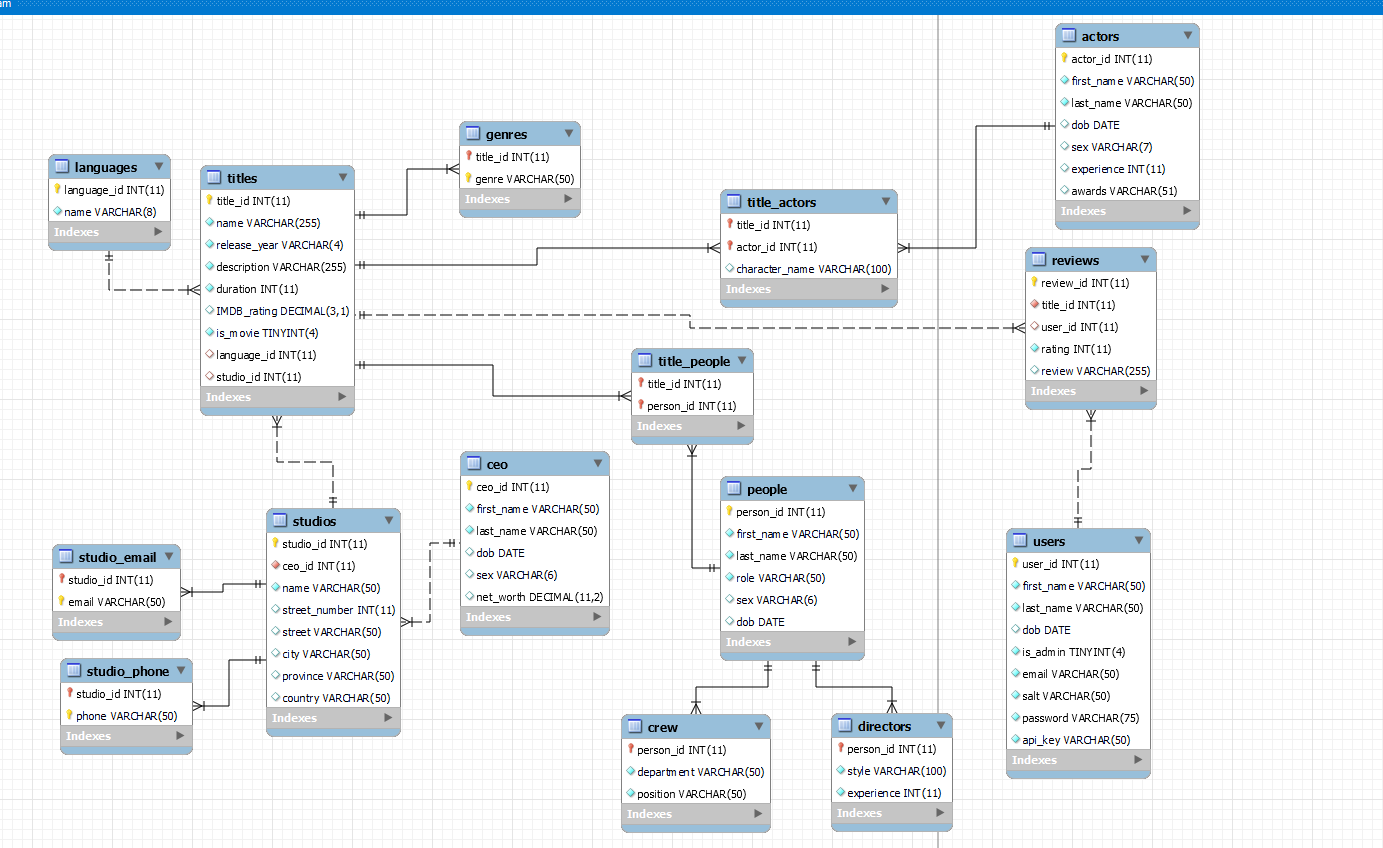 am
actors
actor_id INT(11)
first_name VARCHAR(50)
last_name VARCHAR(50)
dob DATE
sex VARCHAR(7)
experience INT(11)
awards VARCHAR(51)
Indexes
genres
title_id INT(11)
genre VARCHAR(50)
Indexes
languages
language_id INT(11)
name VARCHAR(8)
Indexes
titles
title_id INT(11)
name VARCHAR(255)
release_year VARCHAR(4)
description VARCHAR(255)
duration INT(11)
IMDB_rating DECIMAL(3,1)
is_movie TINYINT(4)
language_id INT(11)
studio_id INT(11)
Indexes
title_actors
title_id INT(11)
actor_id INT(11)
character_name VARCHAR(100)
Indexes
reviews
review_id INT(11)
title_id INT(11)
user_id INT(11)
rating INT(11)
review VARCHAR(255)
Indexes
title_people
title_id INT(11)
person_id INT(11)
Indexes
ceo
ceo_id INT(11)
first_name VARCHAR(50)
last_name VARCHAR(50)
dob DATE
sex VARCHAR(6)
net_worth DECIMAL(11,2)
Indexes
people
person_id INT(11)
first_name VARCHAR(50)
last_name VARCHAR(50)
role VARCHAR(50)
sex VARCHAR(6)
dob DATE
Indexes
studios
studio_id INT(11)
ceo_id INT(11)
name VARCHAR(50)
street_number INT(11)
street VARCHAR(50)
city VARCHAR(50)
province VARCHAR(50)
country VARCHAR(50)
Indexes
studio_email
studio_id INT(11)
email VARCHAR(50)
Indexes
studio_phone
studio_id INT(11)
phone VARCHAR(50)
Indexes
users
user_id INT(11)
first_name VARCHAR(50)
last_name VARCHAR(50)
dob DATE
is_admin TINYINT(4)
email VARCHAR(50)
salt VARCHAR(50)
password VARCHAR(75)
api_key VARCHAR(50)
Indexes
crew
person_id INT(11)
department VARCHAR(50)
position VARCHAR(50)
Indexes
directors
person_id INT(11)
style VARCHAR(100)
experience INT(11)
Indexes